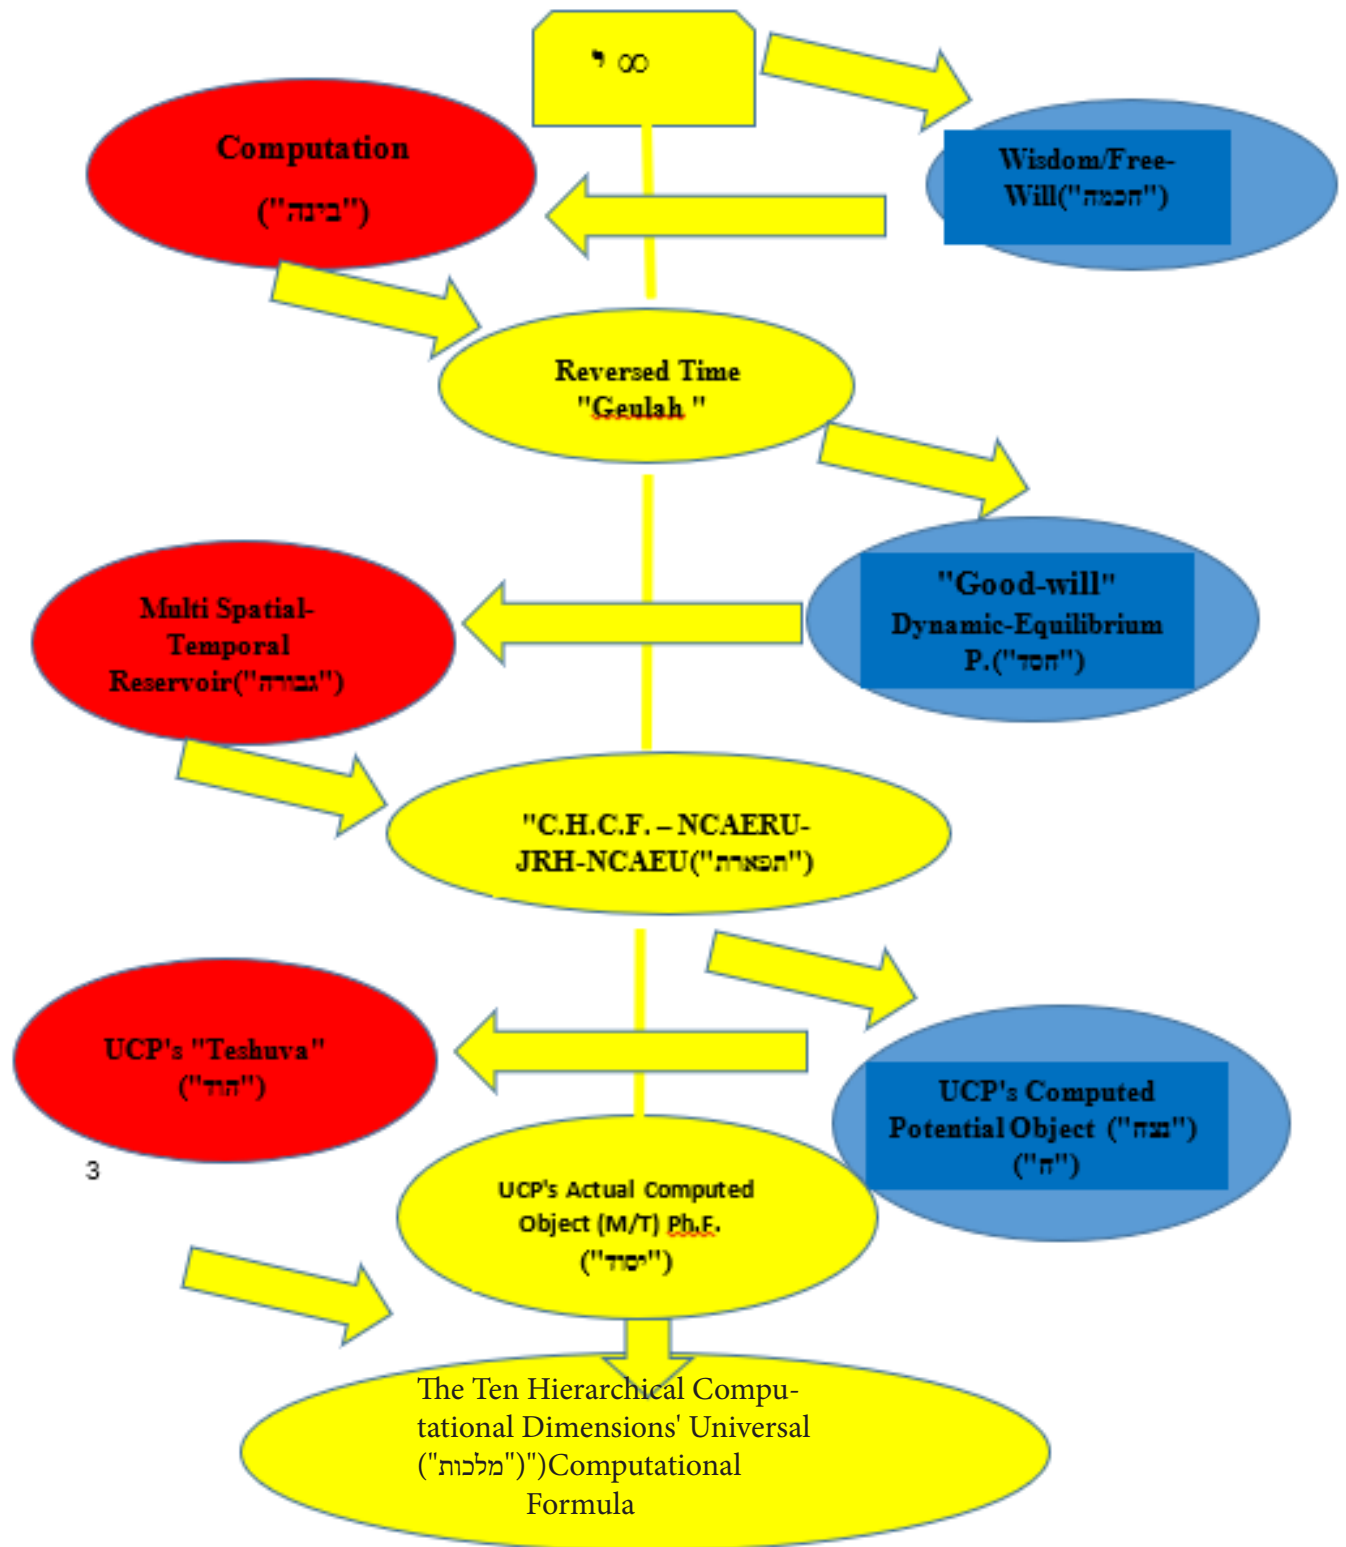 י ∞
Computation
("בינה")
Wisdom/Free-
Will("חכמה")
Reversed Time
"Geulah "
"Good-will"
Dynamic-Equilibrium
P.("חסד")
Multi Spatial-
Temporal
Reservoir("גבורה")
"C.H.C.F. – NCAERU-
JRH-NCAEU("תפארת")
UCP's "Teshuva"
("הוד")
UCP's Computed
Potential Object ("נצח")
("ח")
3
UCP's Actual Computed
Object (M/T) Ph.E.
("יסוד")
The Ten Hierarchical Compu-
tational Dimensions' Universal
("מלכות")")Computational
Formula